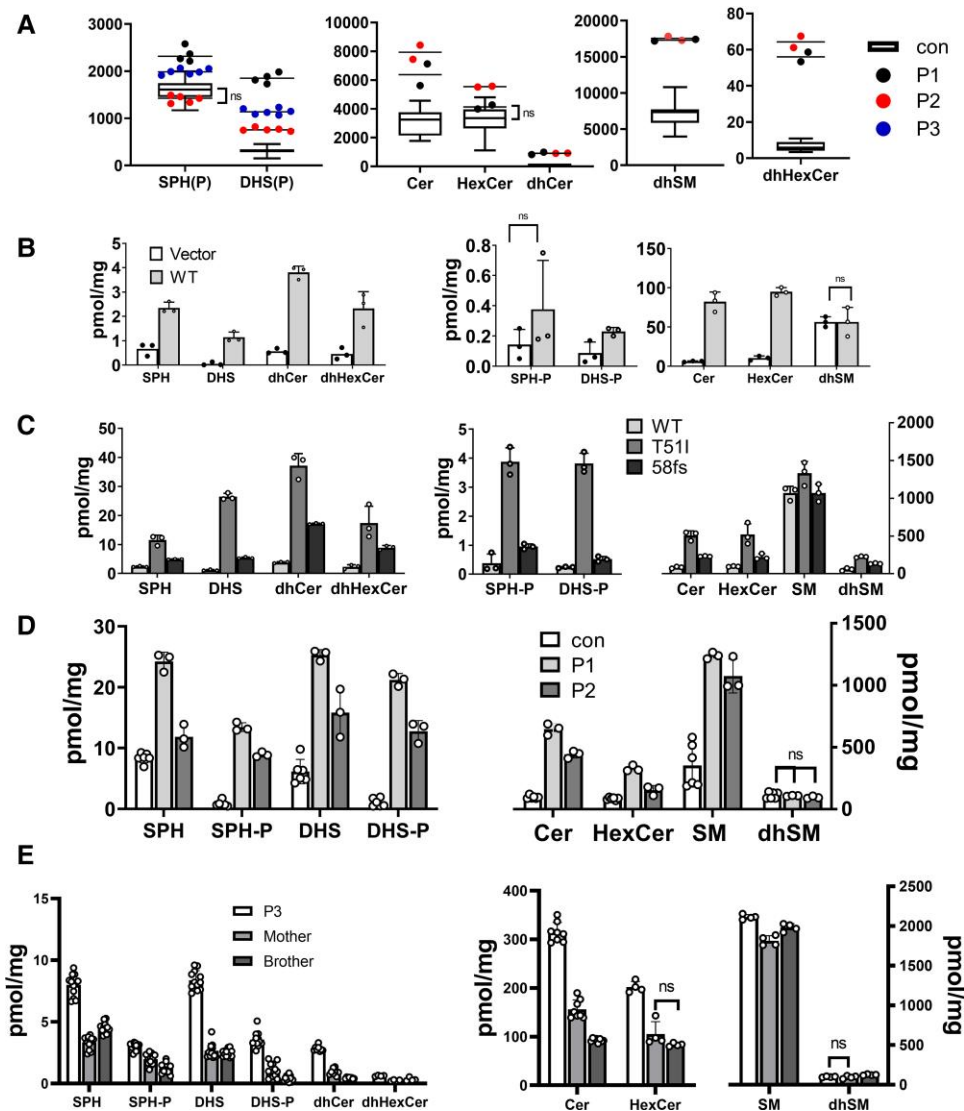 A
3000
2000
1000
0
ns
SPH(P) DHS(P)
10000
8000
6000
4000
2000
0
ns
Cer HexCer dhCer
20000
15000
10000
5000
0
dhSM
80
60
40
20
0
dhHexCer
con
P1
P2
P3
B
pmol/mg
5
4
3
2
1
0
Vector
WT
SPH DHS dhCer dhHexCer
0.8
0.6
0.4
0.2
0.0
ns
SPH-P DHS-P
100
50
0
ns
Cer HexCer dhSM
C
pmol/mg
50
40
30
20
10
0
SPH DHS dhCer dhHexCer
5
4
3
2
1
0
SPH-P DHS-P
WT
T51I
58fs
2000
1500
1000
500
0
Cer HexCer SM dhSM
D
pmol/mg
30
20
10
0
SPH SPH-P DHS DHS-P
con
P1
P2
ns
1500
1000
500
0
pmol/mg
Cer HexCer SM dhSM
E
pmol/mg
15
10
5
0
P3
Mother
Brother
SPH SPH-P DHS DHS-P dhCer dhHexCer
pmol/mg
400
300
200
100
0
ns
Cer HexCer
ns
SM dhSM
2500
2000
1500
1000
500
0
pmol/mg